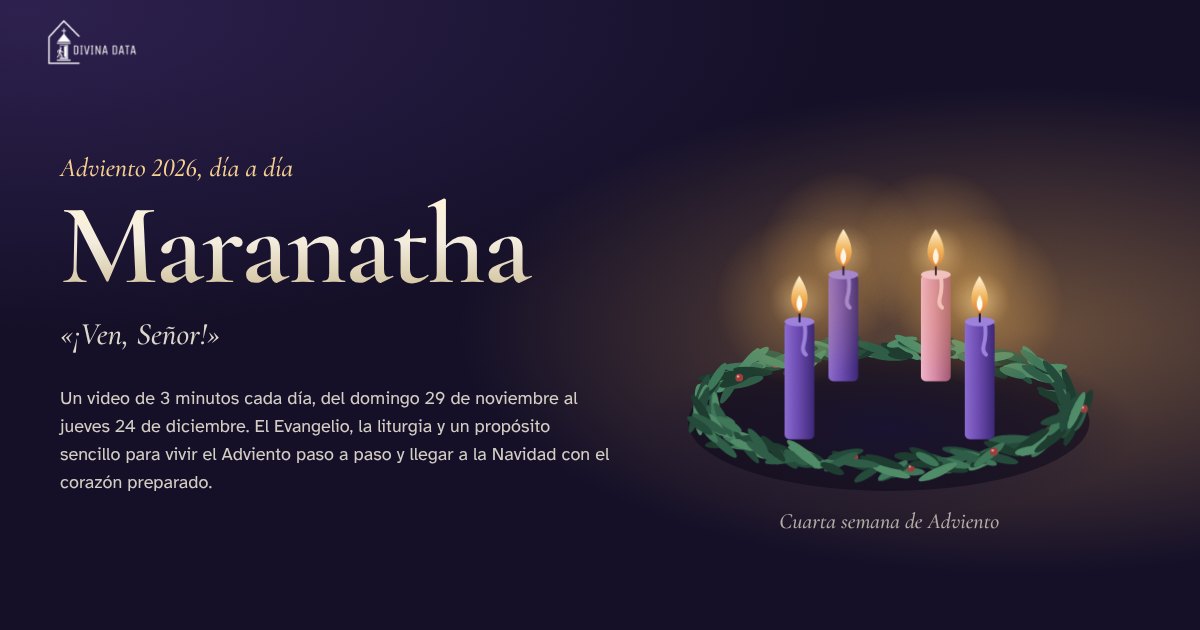 DIVINA DATA
Adviento 2026, día a día
Maranatha
«¡Ven, Señor!»
Un video de 3 minutos cada día, del domingo 29 de noviembre al
jueves 24 de diciembre. El Evangelio, la liturgia y un propósito
sencillo para vivir el Adviento paso a paso y llegar a la Navidad con el
corazón preparado.
Cuarta semana de Adviento